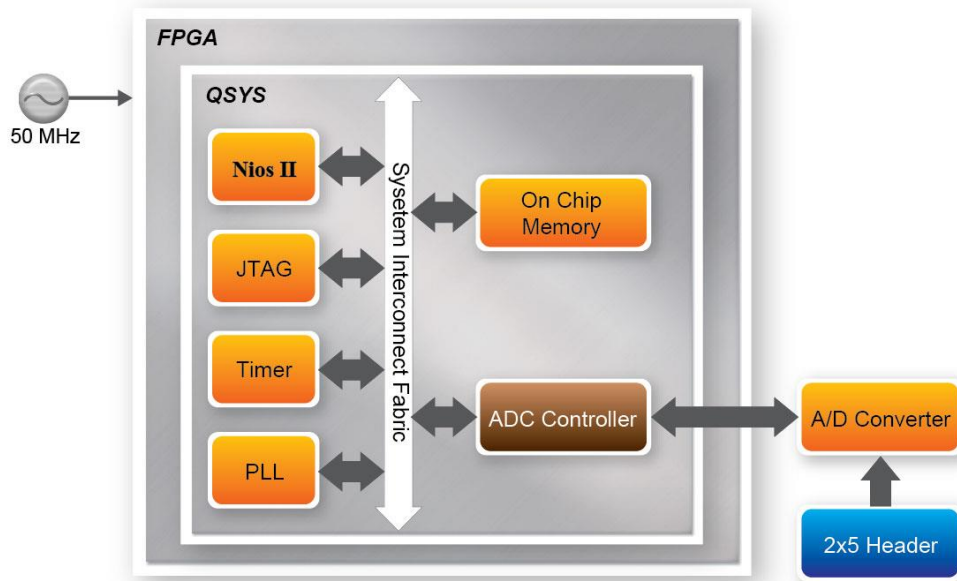 FPGA
QSYS
50 MHz
Nios II
JTAG
Timer
PLL
Sysetem Interconnect Fabric
On Chip
Memory
ADC Controller
A/D Converter
2x5 Header